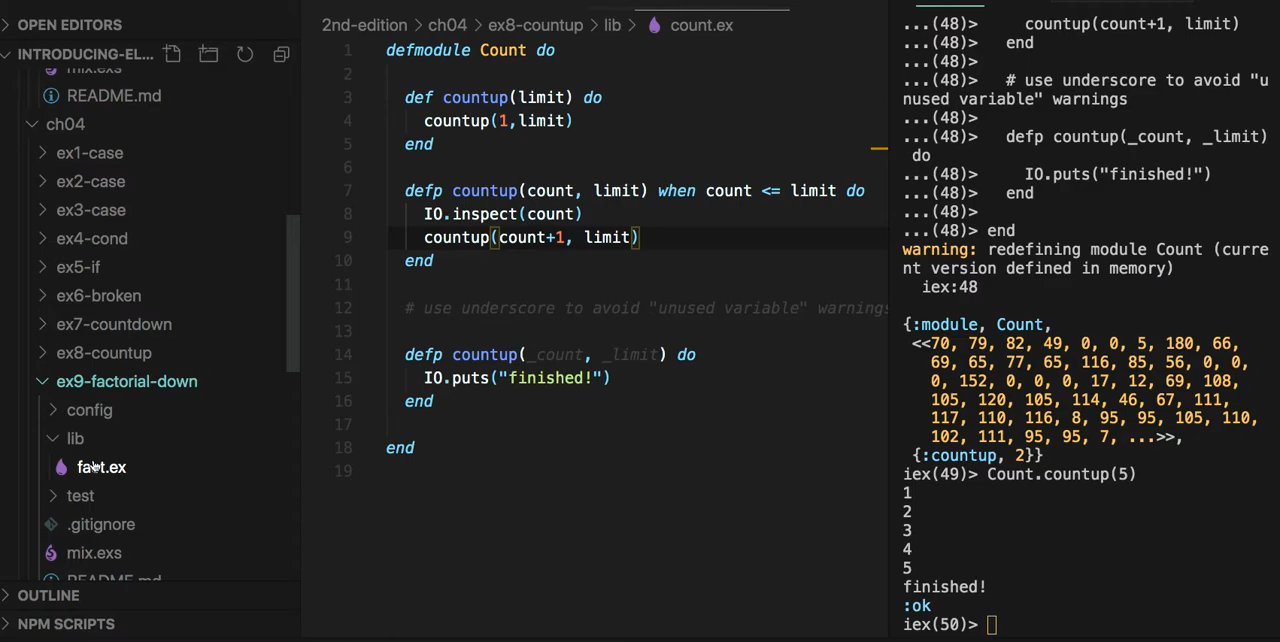 OPEN EDITORS
INTRODUCING-EL...
mix.exs
README.md
ch04
ex1-case
ex2-case
ex3-case
ex4-cond
ex5-if
ex6-broken
ex7-countdown
ex8-countup
ex9-factorial-down
config
lib
fact.ex
test
.gitignore
mix.exs
README.md
OUTLINE
NPM SCRIPTS
2nd-edition > ch04 > ex8-countup > lib > count.ex
1 defmodule Count do
2
3 def countup(limit) do
4 countup(1,limit)
5 end
6
7 defp countup(count, limit) when count <= limit do
8 IO.inspect(count)
9 countup(count+1, limit)
10 end
11
12 # use underscore to avoid "unused variable" warnings
13
14 defp countup(_count, _limit) do
15 IO.puts("finished!")
16 end
17
18 end
19
...(48)> countup(count+1, limit)
...(48)> end
...(48)>
...(48)> # use underscore to avoid "u
nused variable" warnings
...(48)>
...(48)> defp countup(_count, _limit)
do
...(48)> IO.puts("finished!")
...(48)> end
...(48)>
...(48)> end
warning: redefining module Count (curre
nt version defined in memory)
iex:48
{:module, Count,
<<70, 79, 82, 49, 0, 0, 5, 180, 66,
69, 65, 77, 65, 116, 85, 56, 0, 0,
0, 152, 0, 0, 0, 17, 12, 69, 108,
105, 120, 105, 114, 46, 67, 111,
117, 110, 116, 8, 95, 95, 105, 110,
102, 111, 95, 95, 7, ...>>,
{:countup, 2}}
iex(49)> Count.countup(5)
1
2
3
4
5
finished!
:ok
iex(50)>